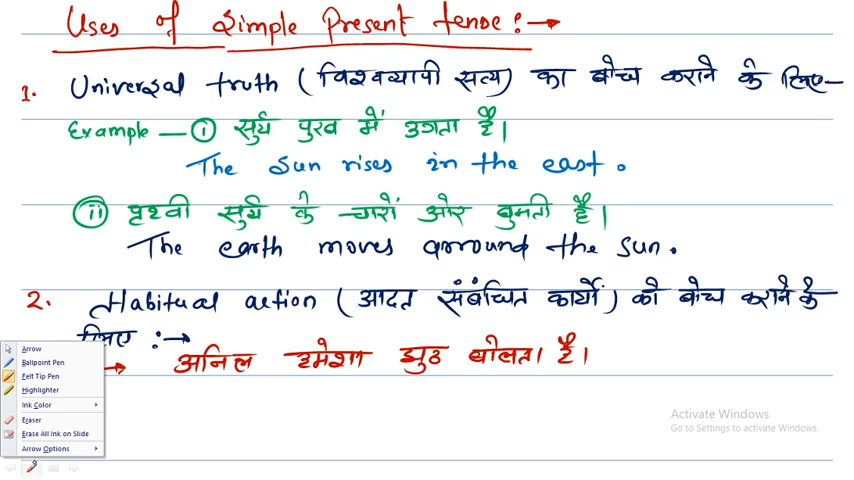 Uses of Simple Present tense : →
1. Universal truth (विश्वव्यापी सत्य) का बोध कराने के लिए-
Example — (i) सुर्य पुरब में उगता है।
The Sun rises in the east.
(ii) पृथ्वी सुर्य के चारों ओर घुमती है।
The earth moves arround the Sun.
2. Habitual action (आदत संबंधित कार्यों) को बोध कराने के
लिए :→
→ अनिल हमेशा झुठ बोलता है।
Arrow
Ballpoint Pen
Felt Tip Pen
Highlighter
Ink Color
Eraser
Erase All Ink on Slide
Arrow Options
Activate Windows
Go to Settings to activate Windows.